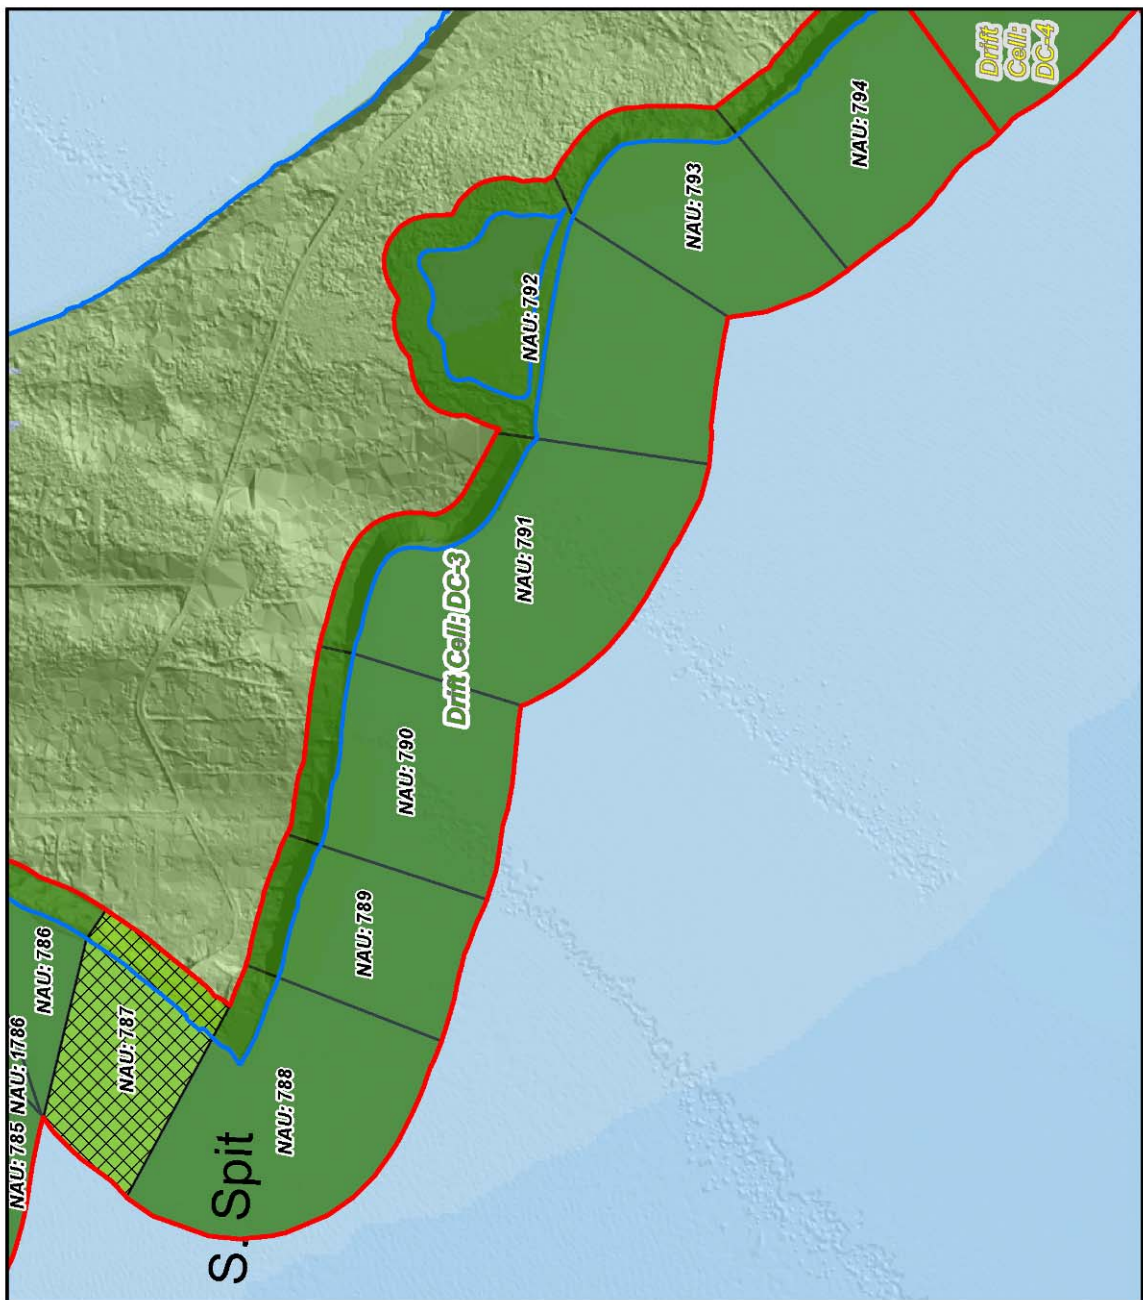 NAU: 785
NAU: 1786
NAU: 786
NAU: 787
NAU: 788
S. Spit
NAU: 789
NAU: 790
Drift Cell: DC-3
NAU: 791
NAU: 792
NAU: 793
NAU: 794
Drift
Cell:
DC-4